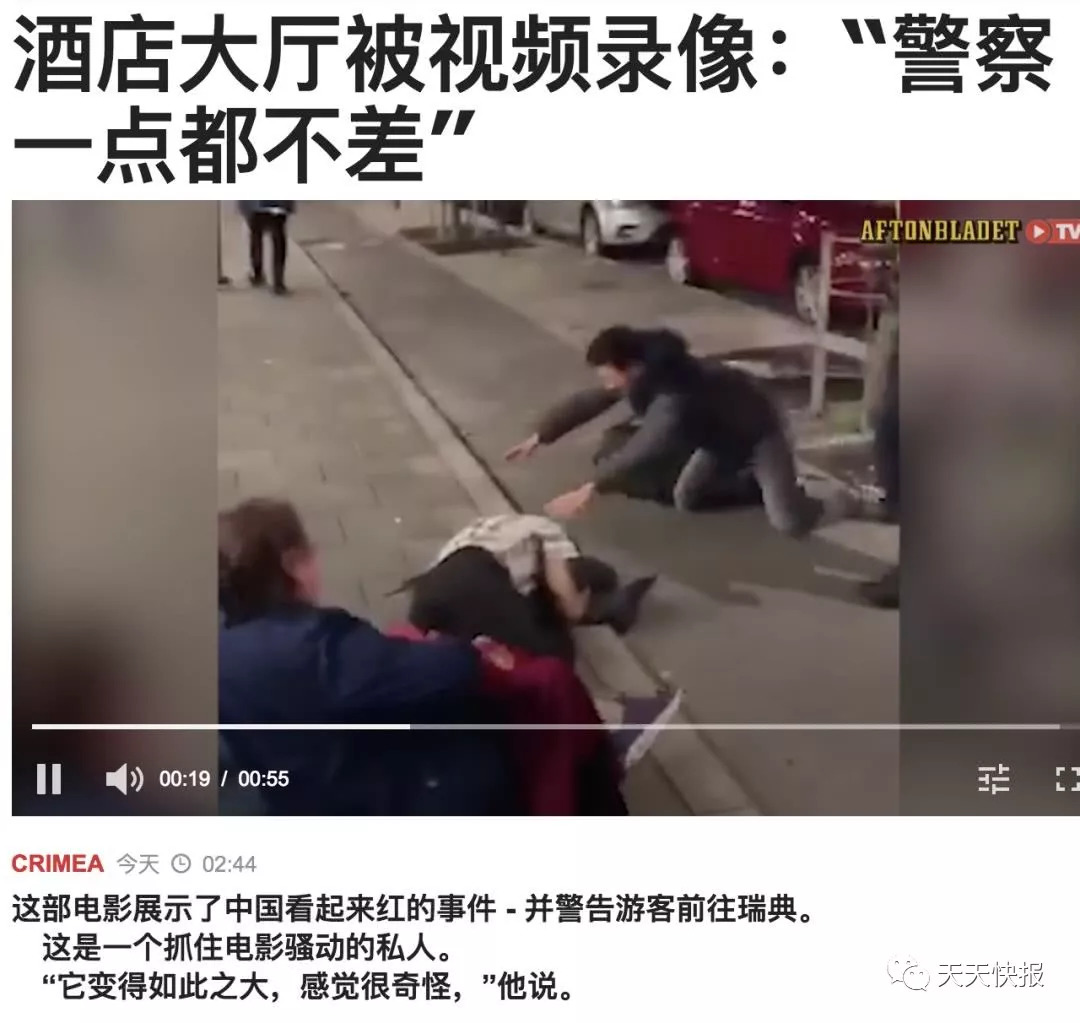 酒店大厅被视频录像：“警察
一点都不差”
AFTONBLADET TV
00:19 / 00:55
CRIMEA 今天 02:44
这部电影展示了中国看起来红的事件 - 并警告游客前往瑞典。
这是一个抓住电影骚动的私人。
“它变得如此之大，感觉很奇怪，”他说。
天天快报